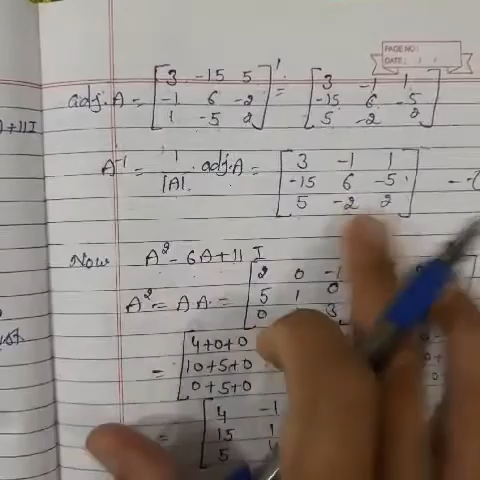 PAGE NO.:
DATE: / /
adj.A = [3 -15 5; -1 6 -2; 1 -5 2]' = [3 -1 1; -15 6 -5; 5 -2 2]
A+11I
A⁻¹ = 1/|A|. adj.A = [3 -1 1; -15 6 -5; 5 -2 2]
Now A² - 6A + 11 I
A² = A A = [2 0 -1; 5 1 0; 0 3]
= [4+0+0; 10+5+0; 0+5+0]
= [4 -1; 15 1; 5]